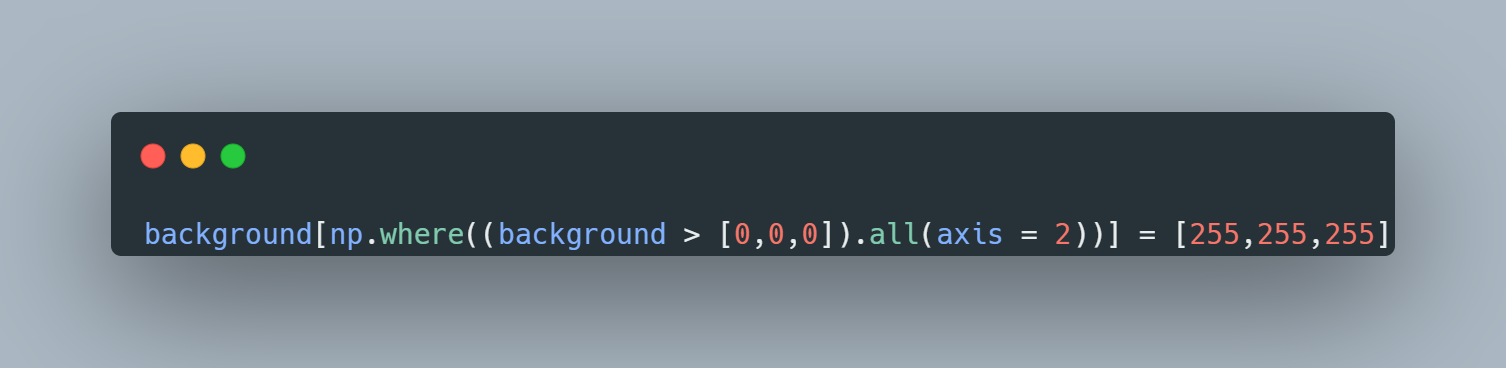 background[np.where((background > [0,0,0]).all(axis = 2))] = [255,255,255]